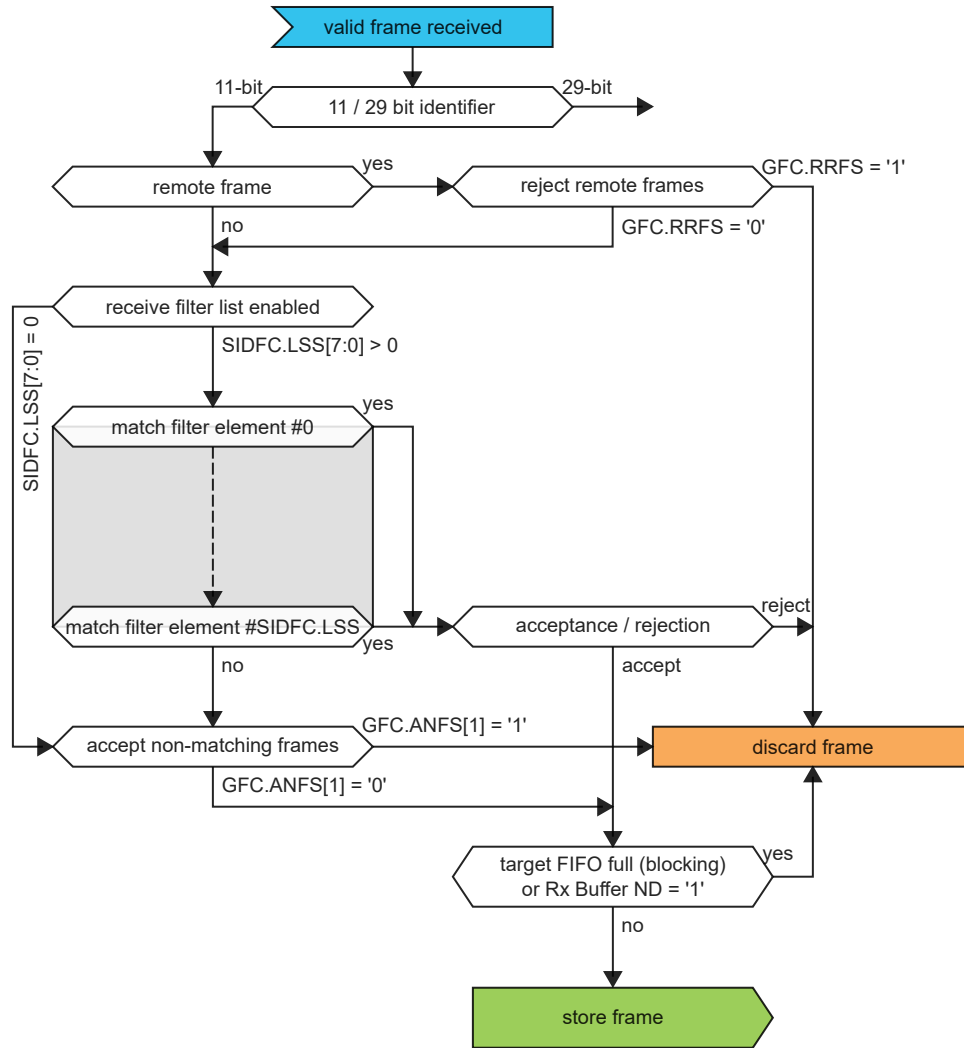 valid frame received
11-bit
29-bit
11 / 29 bit identifier
yes
GFC.RRFS = '1'
remote frame
reject remote frames
no
GFC.RRFS = '0'
receive filter list enabled
SIDFC.LSS[7:0] = 0
SIDFC.LSS[7:0] > 0
yes
match filter element #0
reject
match filter element #SIDFC.LSS
acceptance / rejection
yes
no
accept
GFC.ANFS[1] = '1'
accept non-matching frames
discard frame
GFC.ANFS[1] = '0'
target FIFO full (blocking)
or Rx Buffer ND = '1'
yes
no
store frame